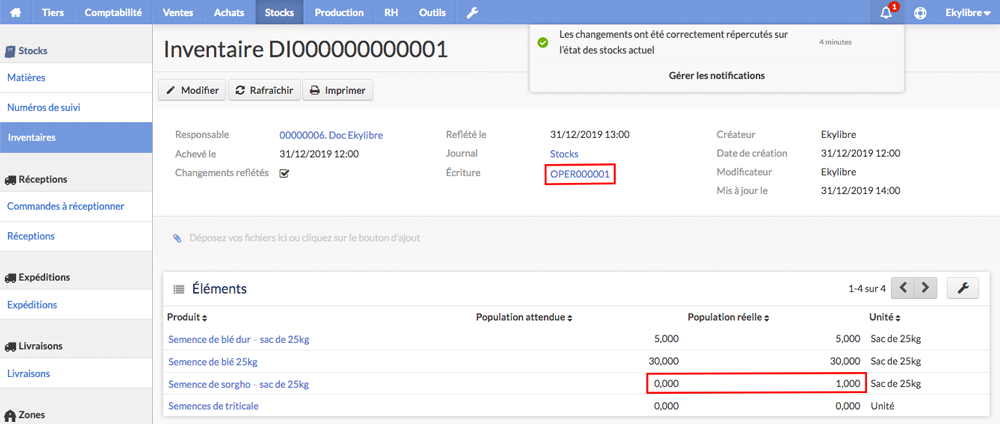 Tiers Comptabilité Ventes Achats Stocks Production RH Outils 1 Ekylibre
Les changements ont été correctement répercutés sur
l'état des stocks actuel
4 minutes
Gérer les notifications
Stocks
Matières
Numéros de suivi
Inventaires
Réceptions
Commandes à réceptionner
Réceptions
Expéditions
Expéditions
Livraisons
Livraisons
Zones
Inventaire DI000000000001
Modifier Rafraîchir Imprimer
Responsable 00000006. Doc Ekylibre Reflété le 31/12/2019 13:00 Créateur Ekylibre
Achevé le 31/12/2019 12:00 Journal Stocks Date de création 31/12/2019 12:00
Changements reflétés Écriture OPER000001 Modificateur Ekylibre
Mis à jour le 31/12/2019 14:00
Déposez vos fichiers ici ou cliquez sur le bouton d'ajout
Éléments 1-4 sur 4
Produit Population attendue Population réelle Unité
Semence de blé dur – sac de 25kg 5,000 5,000 Sac de 25kg
Semence de blé 25kg 30,000 30,000 Sac de 25kg
Semence de sorgho – sac de 25kg 0,000 1,000 Sac de 25kg
Semences de triticale 0,000 0,000 Unité